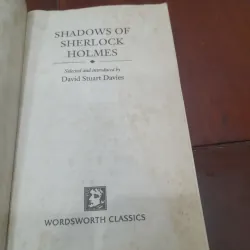 SHADOWS OF
SHERLOCK
HOLMES
Selected and introduced by
David Stuart Davies
WORDSWORTH CLASSICS